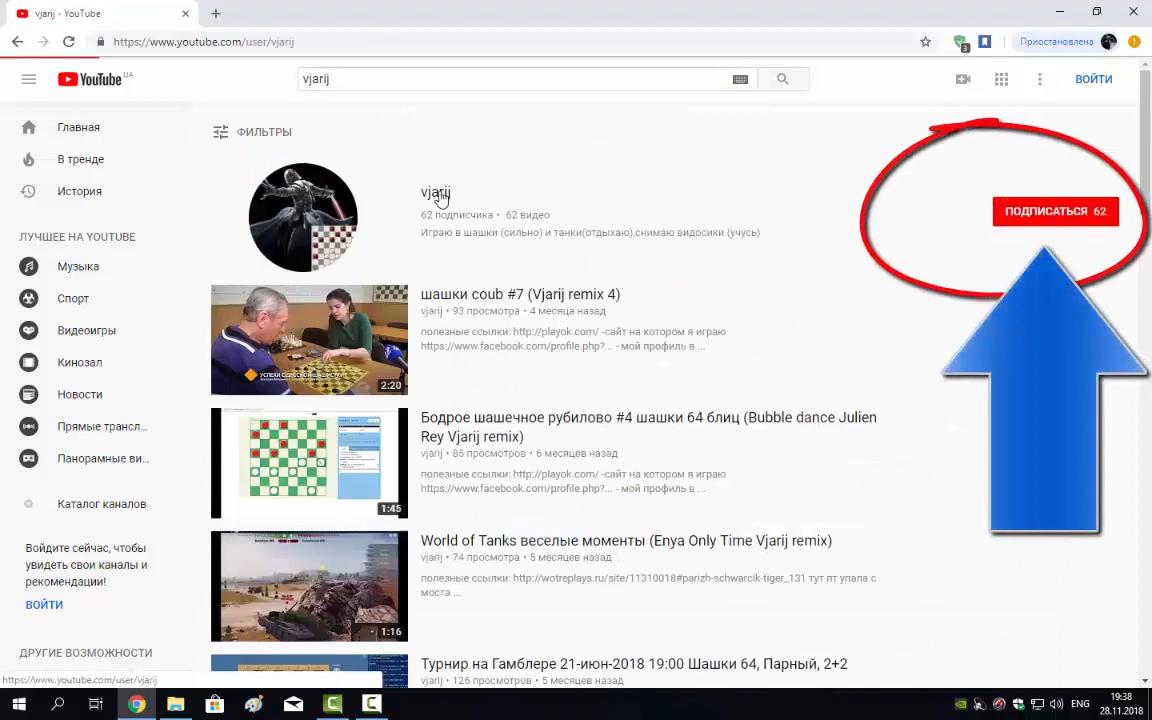 vjarij - YouTube
https://www.youtube.com/user/vjarij
3
Приостановлена
YouTube UA
vjarij
ВОЙТИ
Главная
В тренде
История
ЛУЧШЕЕ НА YOUTUBE
Музыка
Спорт
Видеоигры
Кинозал
Новости
Прямые трансл...
Панорамные ви...
Каталог каналов
Войдите сейчас, чтобы
увидеть свои каналы и
рекомендации!
ВОЙТИ
ДРУГИЕ ВОЗМОЖНОСТИ
ФИЛЬТРЫ
vjarij
62 подписчика • 62 видео
Играю в шашки (сильно) и танки(отдыхаю),снимаю видосики (учусь)
ПОДПИСАТЬСЯ 62
шашки coub #7 (Vjarij remix 4)
vjarij • 93 просмотра • 4 месяца назад
полезные ссылки: http://playok.com/ -сайт на котором я играю
https://www.facebook.com/profile.php?... - мой профиль в ...
2:20
Бодрое шашечное рубилово #4 шашки 64 блиц (Bubble dance Julien
Rey Vjarij remix)
vjarij • 85 просмотров • 6 месяцев назад
полезные ссылки: http://playok.com/ -сайт на котором я играю
https://www.facebook.com/profile.php?... - мой профиль в ...
1:45
World of Tanks веселые моменты (Enya Only Time Vjarij remix)
vjarij • 74 просмотра • 5 месяцев назад
полезные ссылки: http://wotreplays.ru/site/11310018#parizh-schwarcik-tiger_131 тут пт упала с
моста ...
1:16
Турнир на Гамблере 21-июн-2018 19:00 Шашки 64, Парный, 2+2
vjarij • 126 просмотров • 5 месяцев назад
https://www.youtube.com/user/vjarij
ENG
19:38
28.11.2018